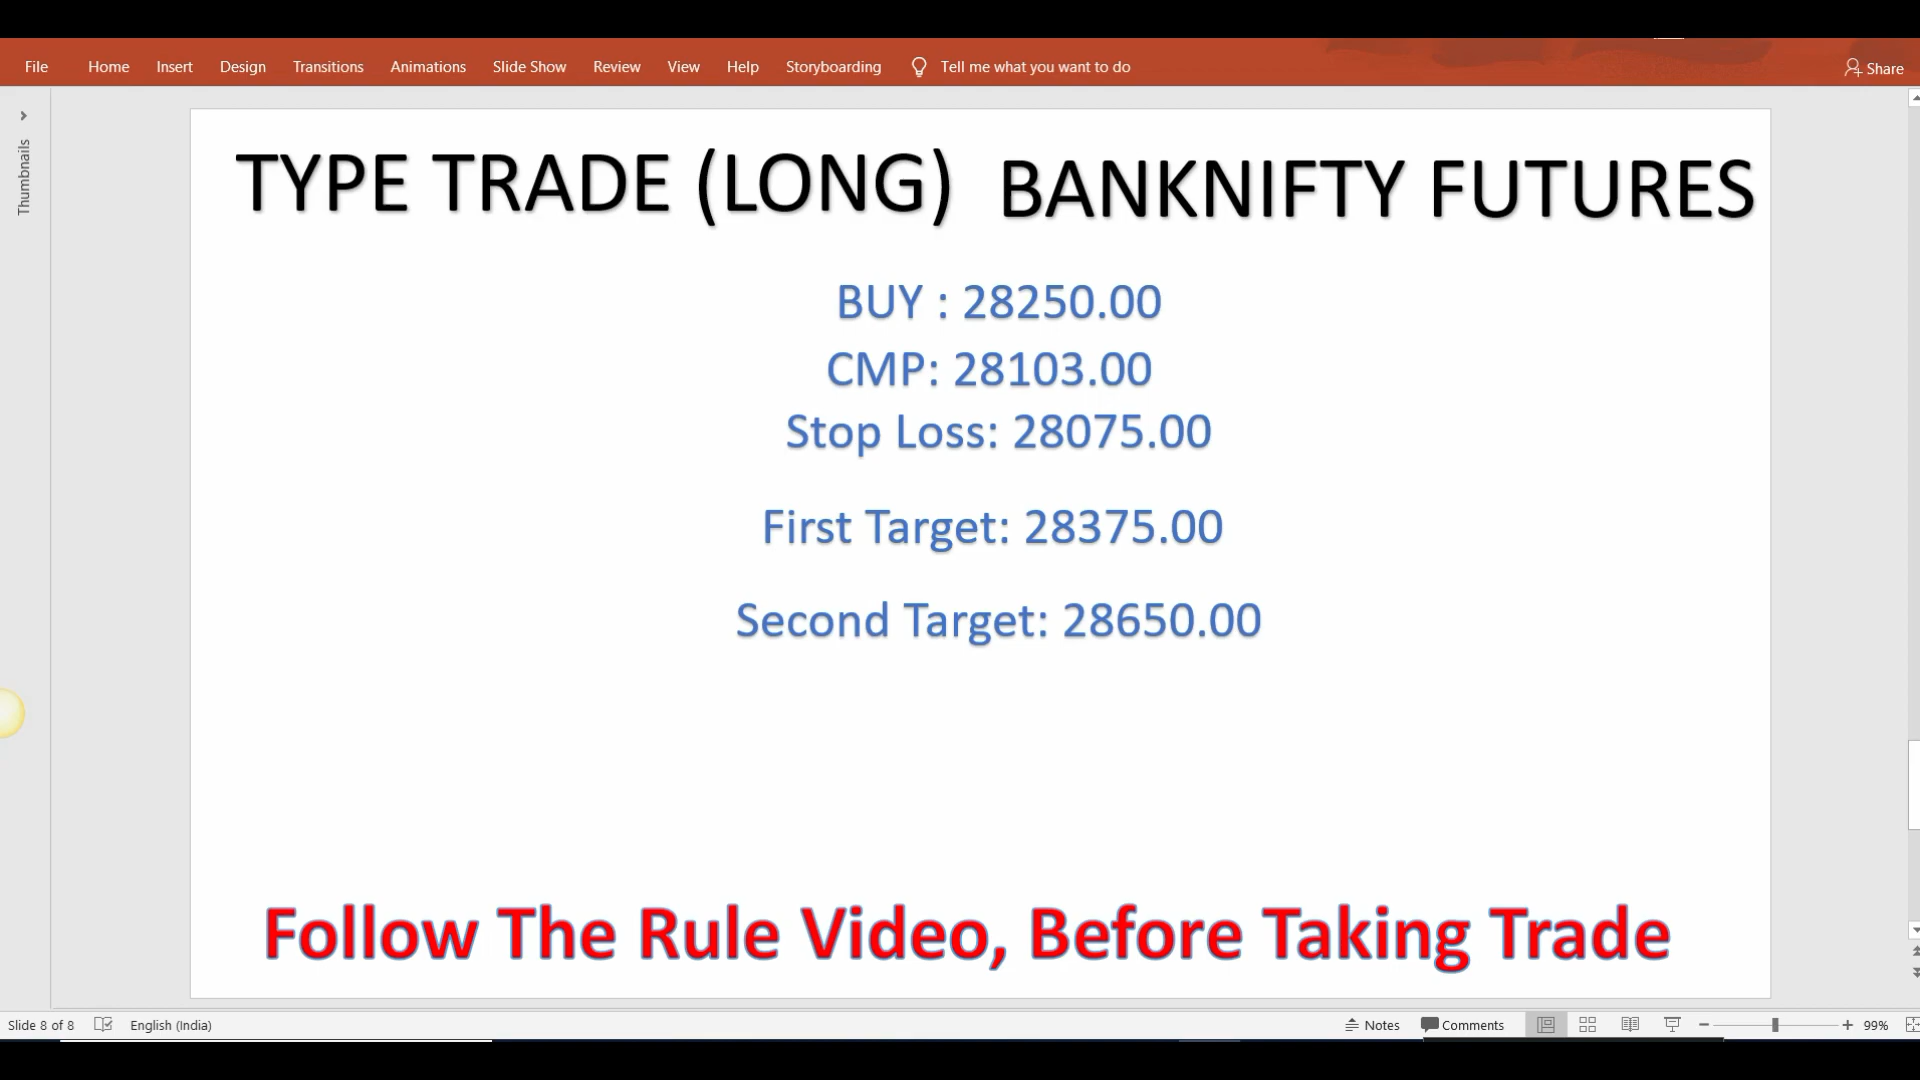 File Home Insert Design Transitions Animations Slide Show Review View Help Storyboarding Tell me what you want to do Share
Thumbnails
TYPE TRADE (LONG) BANKNIFTY FUTURES
BUY : 28250.00
CMP: 28103.00
Stop Loss: 28075.00
First Target: 28375.00
Second Target: 28650.00
Follow The Rule Video, Before Taking Trade
Slide 8 of 8 English (India) Notes Comments 99%